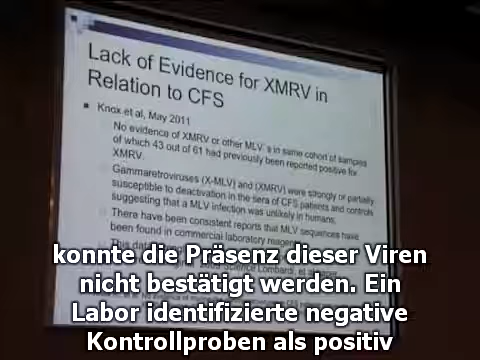 Lack of Evidence for XMRV in
Relation to CFS
Knox et al, May 2011
No evidence of XMRV or other MLV's in same cohort of samples
of which 43 out of 61 had previously been reported positive for
XMRV.
Gammaretroviruses (X-MLV) and (XMRV) were strongly or partially
susceptible to deactivation in the sera of CFS patients and controls
suggesting that a MLV infection was unlikely in humans.
There have been consistent reports that MLV sequences have
been found in commercial laboratory reagents
This
konnte die Präsenz dieser Viren
nicht bestätigt werden. Ein
Labor identifizierte negative
Kontrollproben als positiv